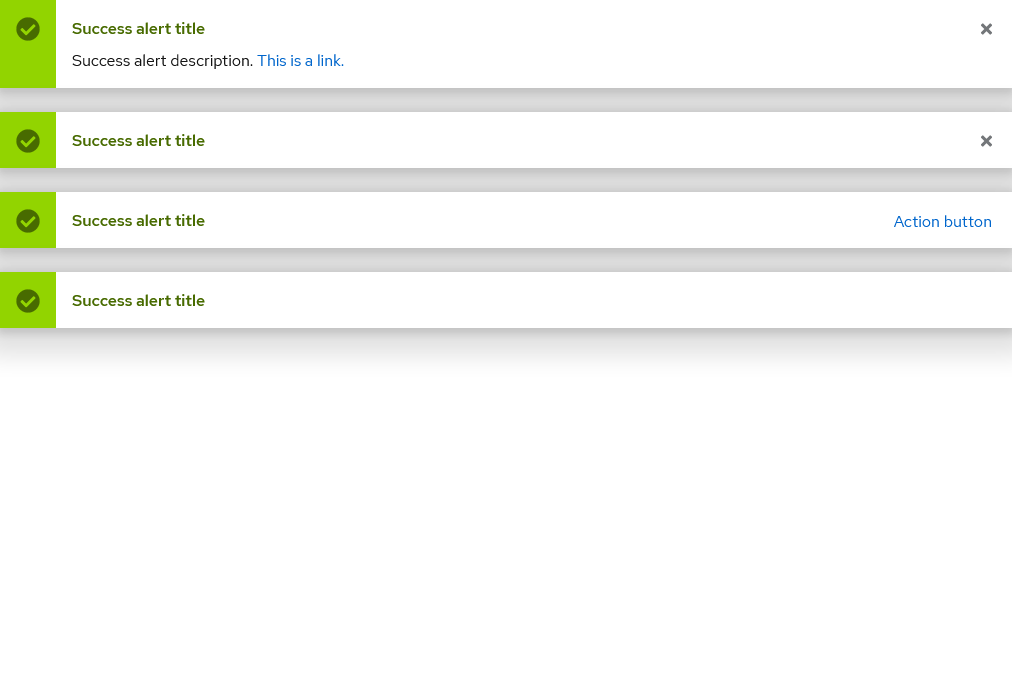 Success alert title
Success alert description. This is a link.
Success alert title
Success alert title
Action button
Success alert title